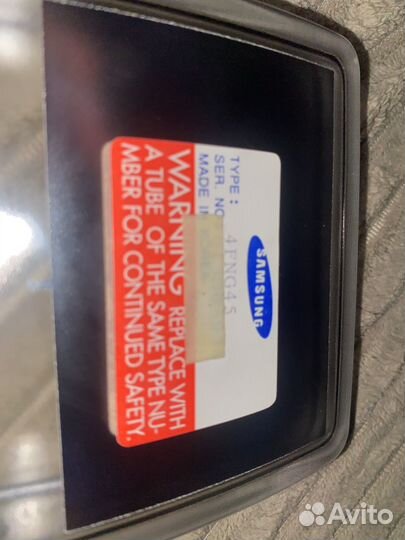 TYPE : 4FNG45
SER. NO
MADE IN
SAMSUNG
WARNING REPLACE WITH
A TUBE OF THE SAME TYPE NU-
MBER FOR CONTINUED SAFETY.
Avito